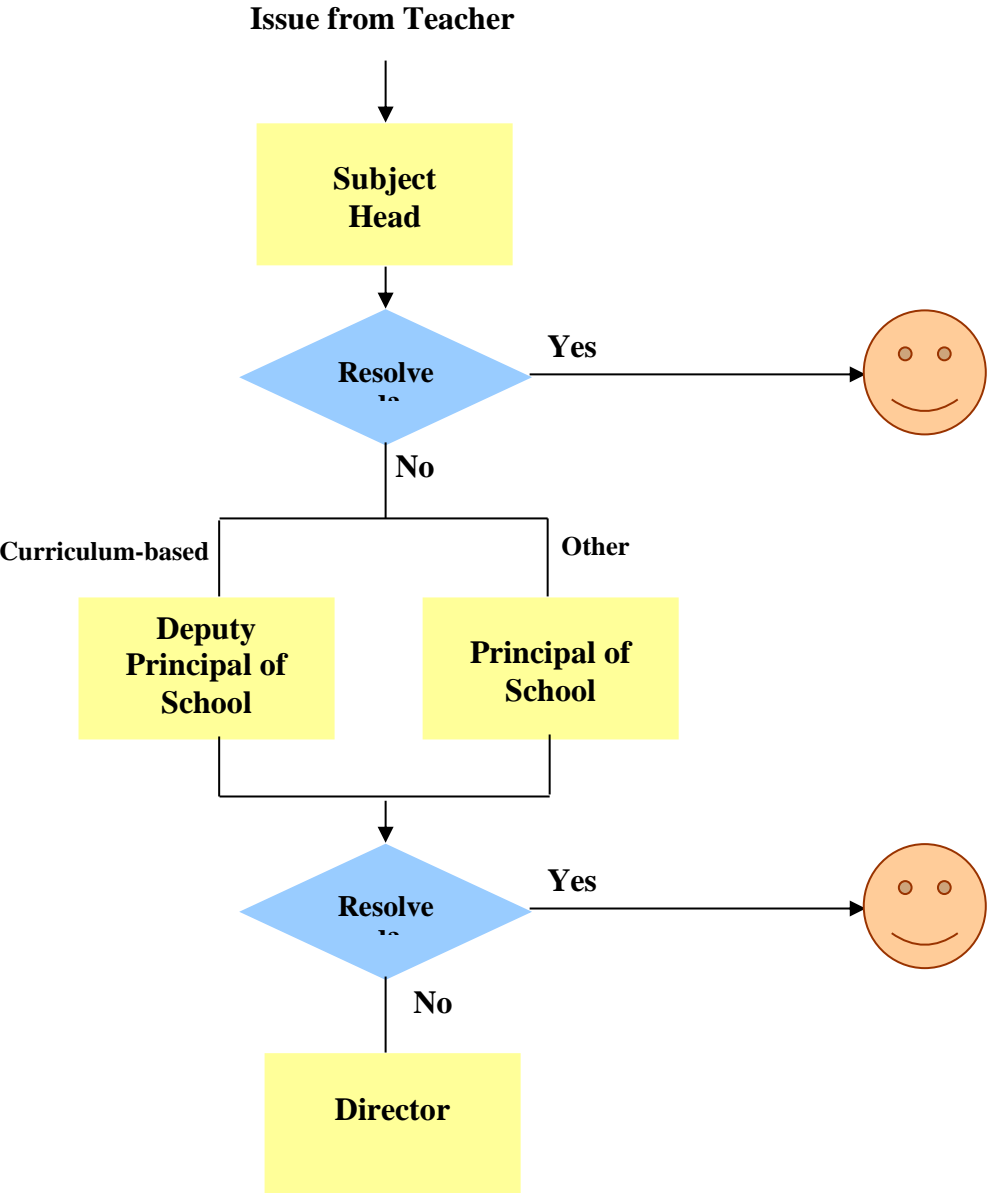 Issue from Teacher
Subject
Head
Resolve
Yes
No
Curriculum-based
Other
Deputy
Principal of
School
Principal of
School
Resolve
Yes
No
Director